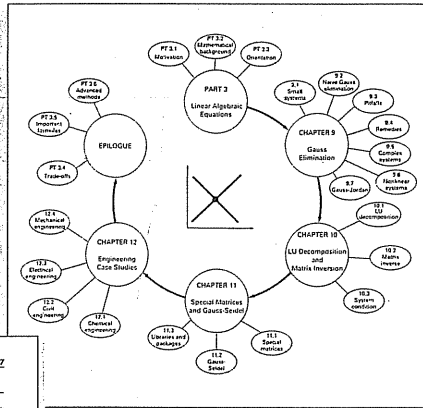 PT 3.1
Motivation
PT 3.2
Mathematical
background
PT 3.3
Orientation
PART 3
Linear Algebraic
Equations
9.1
Small
systems
9.2
Naive Gauss
elimination
9.3
Pitfalls
9.4
Remedies
9.5
Complex
systems
9.6
Nonlinear
systems
9.7
Gauss-Jordan
CHAPTER 9
Gauss
Elimination
10.1
LU
decomposition
10.2
Matrix
inverse
10.3
System
condition
CHAPTER 10
LU Decomposition
and
Matrix Inversion
11.1
Special
matrices
11.2
Gauss-
Seidel
11.3
Libraries and
packages
CHAPTER 11
Special Matrices
and Gauss-Seidel
12.1
Chemical
engineering
12.2
Civil
engineering
12.3
Electrical
engineering
12.4
Mechanical
engineering
CHAPTER 12
Engineering
Case Studies
PT 3.4
Trade-offs
PT 3.5
Important
formulas
PT 3.6
Advanced
methods
EPILOGUE
7